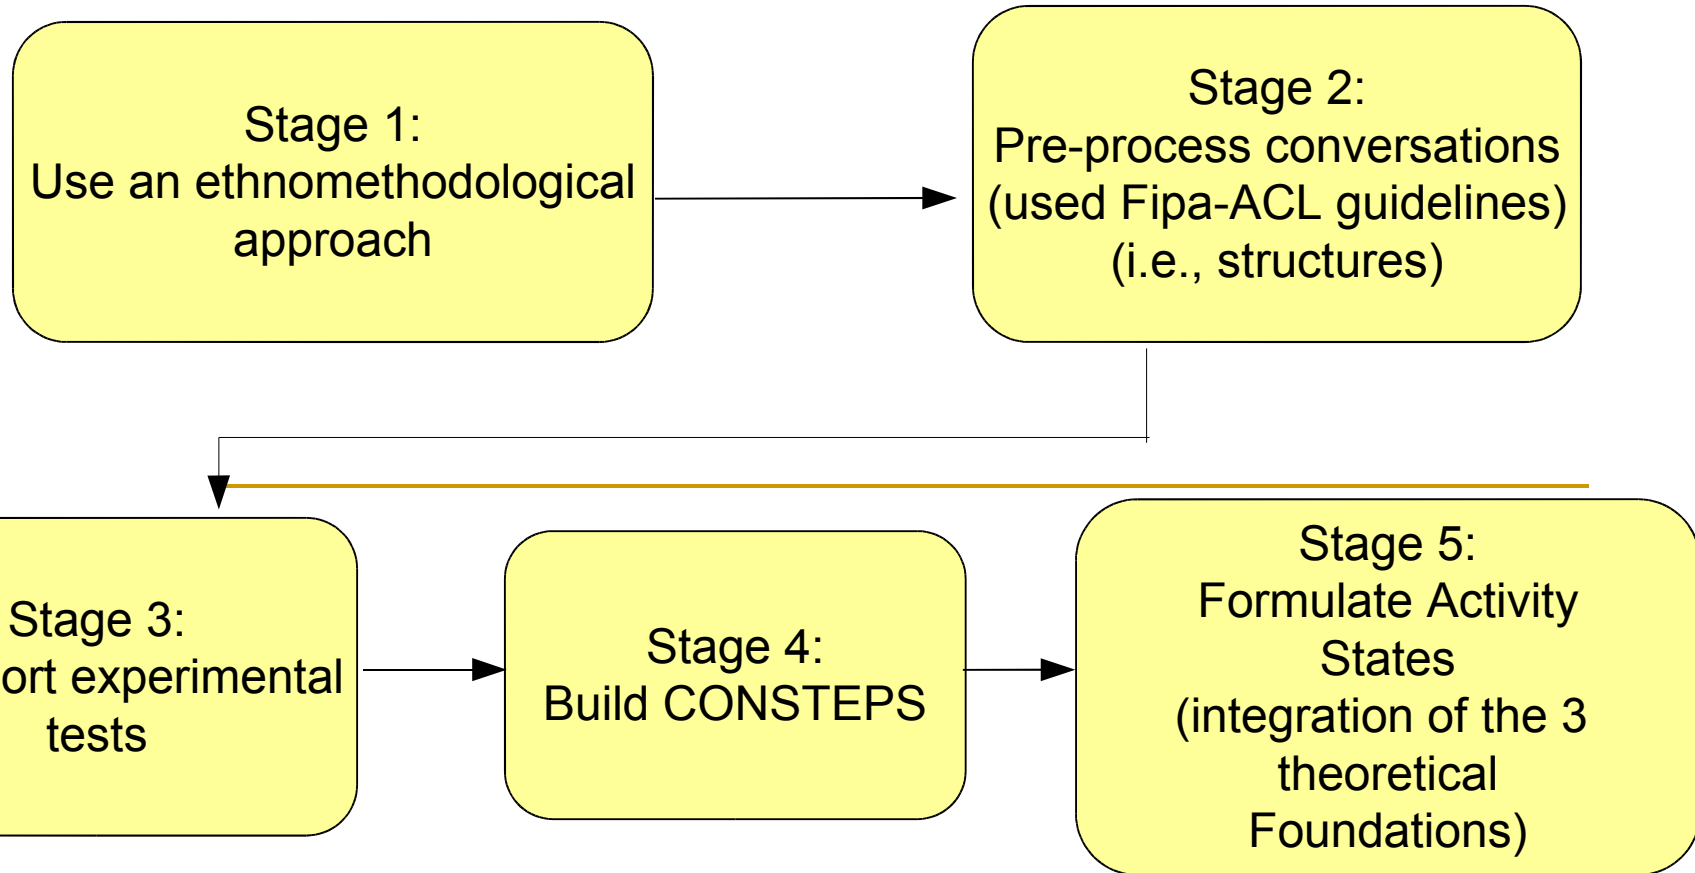 Stage 1:
Use an ethnomethodological
approach
Stage 2:
Pre-process conversations
(used Fipa-ACL guidelines)
(i.e., structures)
Stage 3:
experimental
tests
Stage 4:
Build CONSTEPS
Stage 5:
Formulate Activity
States
(integration of the 3
theoretical
Foundations)